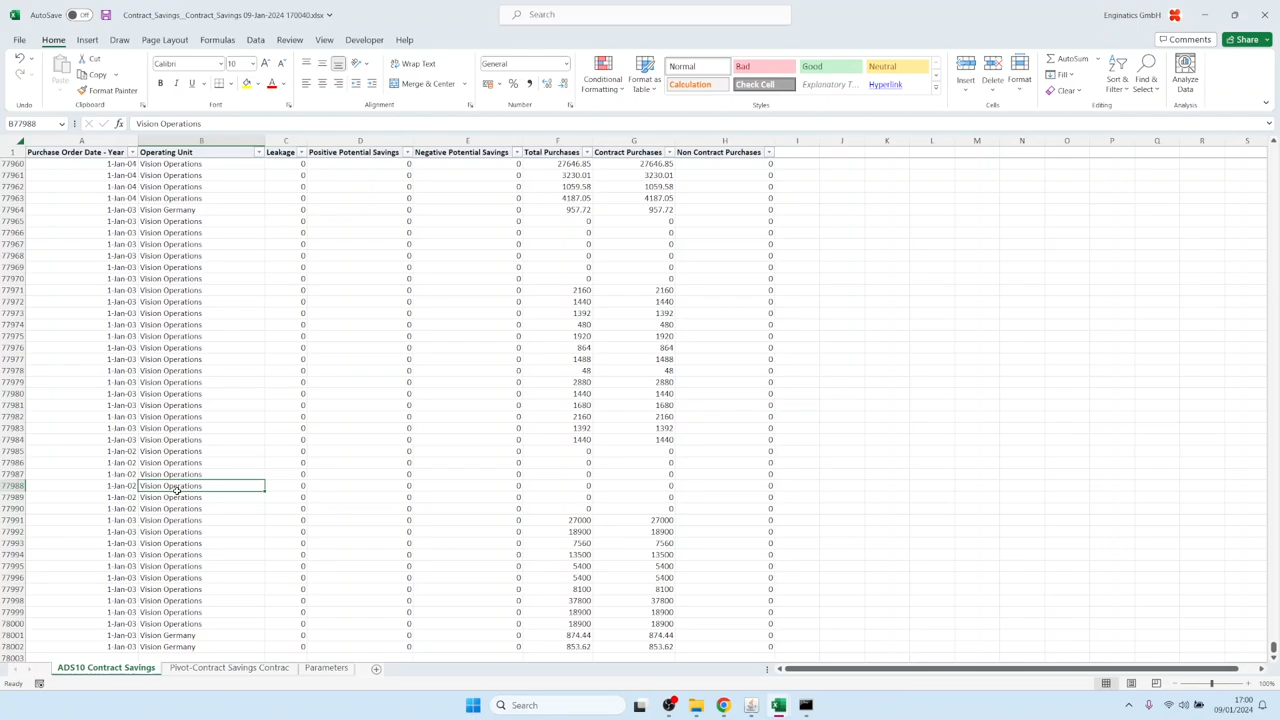 AutoSave Off Contract_Savings__Contract_Savings 09-Jan-2024 170040.xlsx Search Enginatics GmbH
File Home Insert Draw Page Layout Formulas Data Review View Developer Help Comments Share
Cut Calibri 10 Wrap Text General Normal Bad Good Neutral AutoSum
Paste Copy Conditional Format as Insert Delete Format Fill Sort & Find & Analyze
Format Painter Merge & Center Formatting Table Calculation Check Cell Explanatory T... Hyperlink Clear Filter Select Data
Undo Clipboard Font Alignment Number Styles Cells Editing Analysis
B77988 fx Vision Operations
A B C D E F G H I J K L M N O P Q R S
1 Purchase Order Date - Year Operating Unit Leakage Positive Potential Savings Negative Potential Savings Total Purchases Contract Purchases Non Contract Purchases
77960 1-Jan-04 Vision Operations 0 0 0 27646.85 27646.85 0
77961 1-Jan-04 Vision Operations 0 0 0 3230.01 3230.01 0
77962 1-Jan-04 Vision Operations 0 0 0 1059.58 1059.58 0
77963 1-Jan-04 Vision Operations 0 0 0 4187.05 4187.05 0
77964 1-Jan-03 Vision Germany 0 0 0 957.72 957.72 0
77965 1-Jan-03 Vision Operations 0 0 0 0 0 0
77966 1-Jan-03 Vision Operations 0 0 0 0 0 0
77967 1-Jan-03 Vision Operations 0 0 0 0 0 0
77968 1-Jan-03 Vision Operations 0 0 0 0 0 0
77969 1-Jan-03 Vision Operations 0 0 0 0 0 0
77970 1-Jan-03 Vision Operations 0 0 0 0 0 0
77971 1-Jan-03 Vision Operations 0 0 0 2160 2160 0
77972 1-Jan-03 Vision Operations 0 0 0 1440 1440 0
77973 1-Jan-03 Vision Operations 0 0 0 1392 1392 0
77974 1-Jan-03 Vision Operations 0 0 0 480 480 0
77975 1-Jan-03 Vision Operations 0 0 0 1920 1920 0
77976 1-Jan-03 Vision Operations 0 0 0 864 864 0
77977 1-Jan-03 Vision Operations 0 0 0 1488 1488 0
77978 1-Jan-03 Vision Operations 0 0 0 48 48 0
77979 1-Jan-03 Vision Operations 0 0 0 2880 2880 0
77980 1-Jan-03 Vision Operations 0 0 0 1440 1440 0
77981 1-Jan-03 Vision Operations 0 0 0 1680 1680 0
77982 1-Jan-03 Vision Operations 0 0 0 2160 2160 0
77983 1-Jan-03 Vision Operations 0 0 0 1392 1392 0
77984 1-Jan-03 Vision Operations 0 0 0 1440 1440 0
77985 1-Jan-02 Vision Operations 0 0 0 0 0 0
77986 1-Jan-02 Vision Operations 0 0 0 0 0 0
77987 1-Jan-02 Vision Operations 0 0 0 0 0 0
77988 1-Jan-02 Vision Operations 0 0 0 0 0 0
77989 1-Jan-02 Vision Operations 0 0 0 0 0 0
77990 1-Jan-02 Vision Operations 0 0 0 0 0 0
77991 1-Jan-03 Vision Operations 0 0 0 27000 27000 0
77992 1-Jan-03 Vision Operations 0 0 0 18900 18900 0
77993 1-Jan-03 Vision Operations 0 0 0 7560 7560 0
77994 1-Jan-03 Vision Operations 0 0 0 13500 13500 0
77995 1-Jan-03 Vision Operations 0 0 0 5400 5400 0
77996 1-Jan-03 Vision Operations 0 0 0 5400 5400 0
77997 1-Jan-03 Vision Operations 0 0 0 8100 8100 0
77998 1-Jan-03 Vision Operations 0 0 0 37800 37800 0
77999 1-Jan-03 Vision Operations 0 0 0 18900 18900 0
78000 1-Jan-03 Vision Operations 0 0 0 18900 18900 0
78001 1-Jan-03 Vision Germany 0 0 0 874.44 874.44 0
78002 1-Jan-03 Vision Germany 0 0 0 853.62 853.62 0
78003
ADS10 Contract Savings Pivot-Contract Savings Contrac Parameters
Ready 100%
Search 17:00
09/01/2024